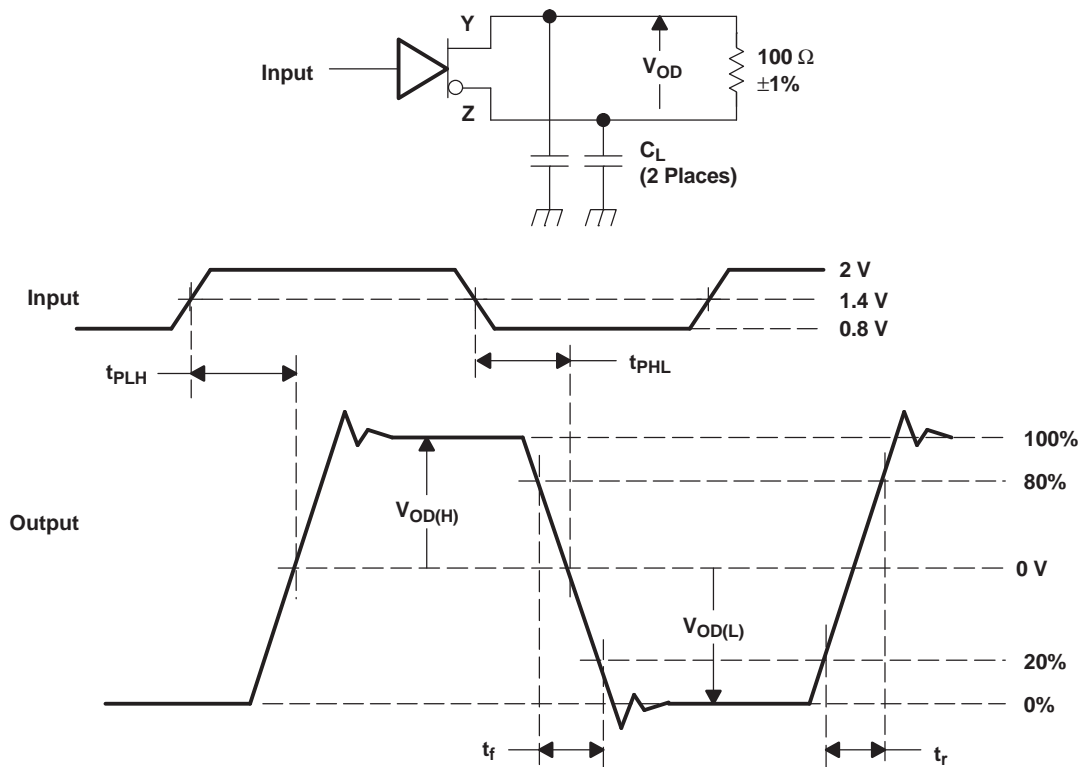 Y
Input
VOD
100 Ω
±1%
Z
CL
(2 Places)
Input
2 V
1.4 V
0.8 V
tPLH
tPHL
100%
80%
VOD(H)
Output
0 V
VOD(L)
20%
0%
tf
tr